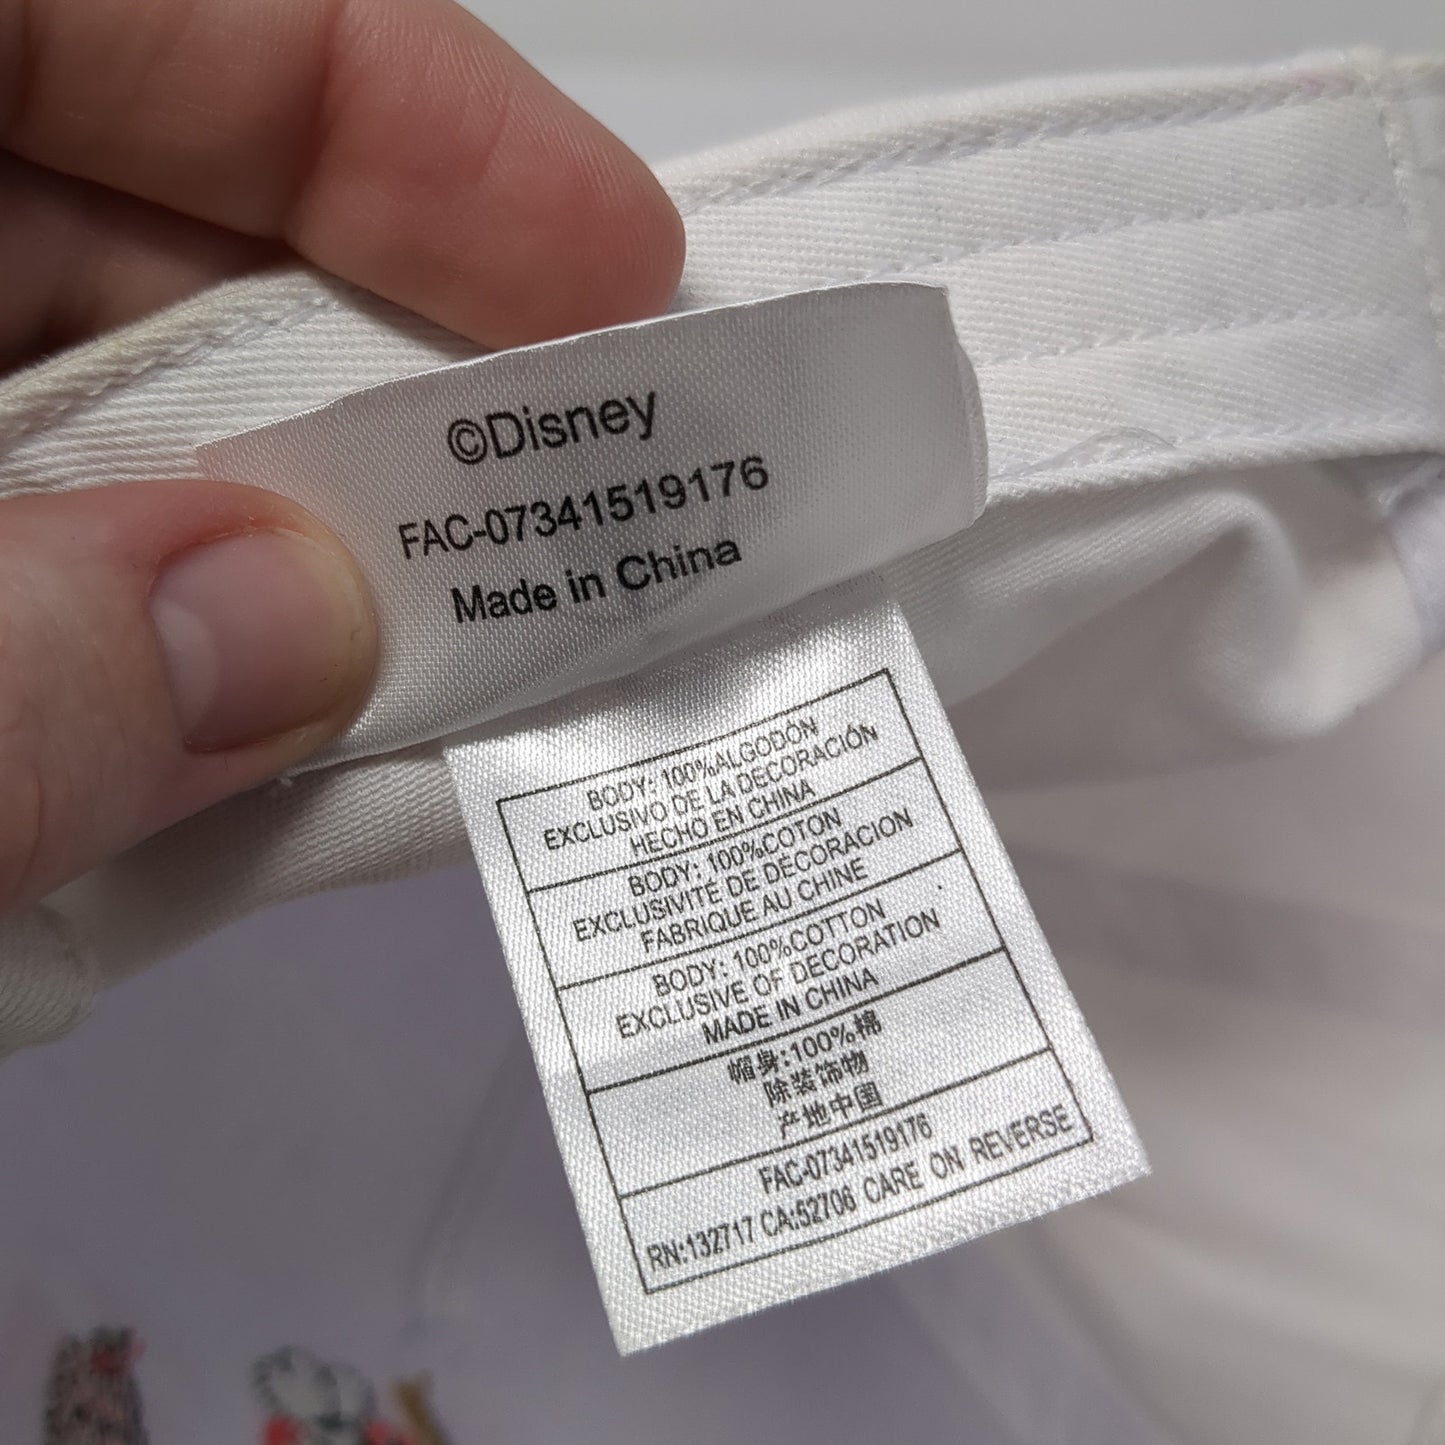 ©Disney
FAC-07341519176
Made in China
BODY: 100%ALGODÓN
EXCLUSIVO DE LA DECORACIÓN
HECHO EN CHINA
BODY: 100%COTON
EXCLUSIVITÉ DE DÉCORACION
FABRIQUE AU CHINE
BODY: 100%COTTON
EXCLUSIVE OF DECORATION
MADE IN CHINA
帽身:100%棉
除装饰物
产地中国
FAC-07341519176
RN:132717 CA:52706 CARE ON REVERSE